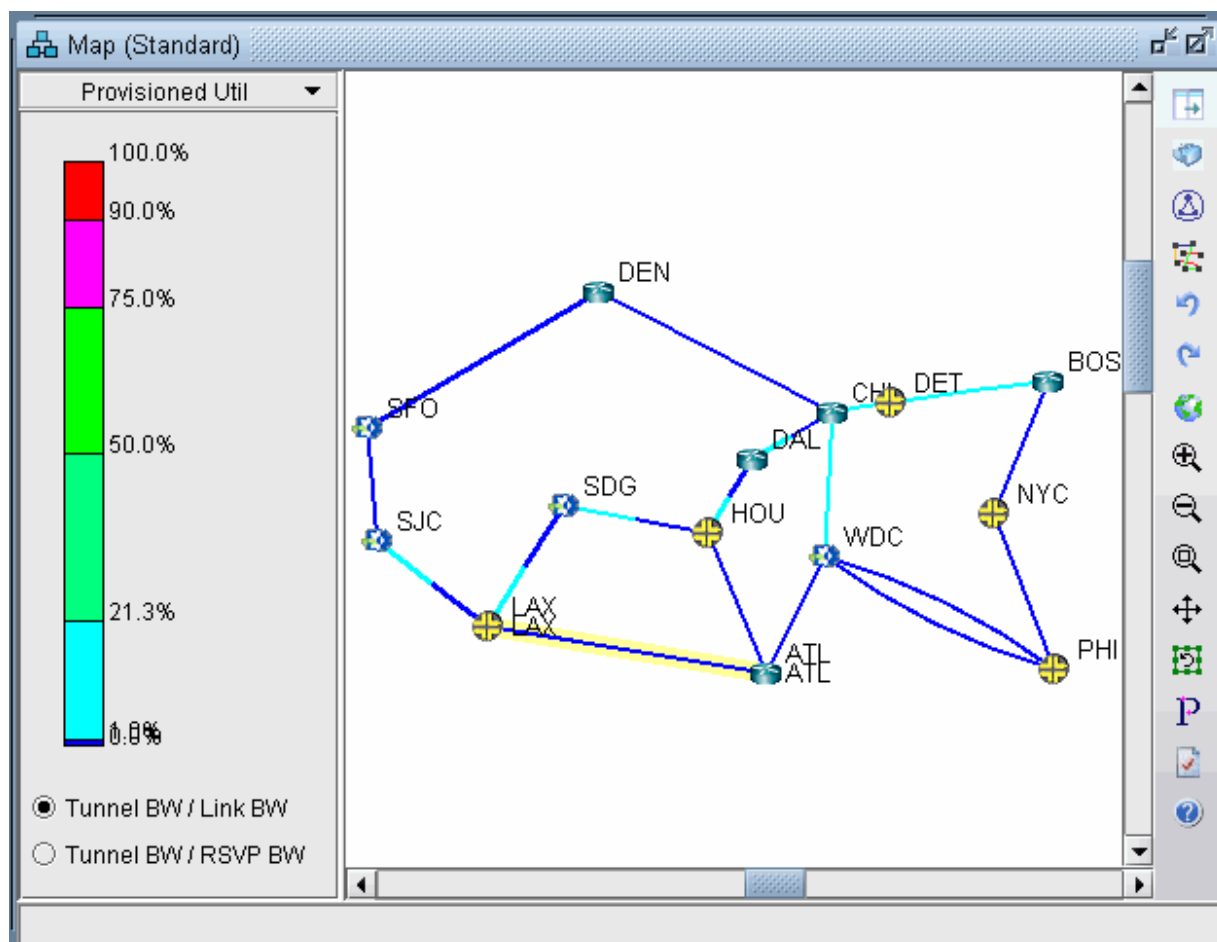 Map (Standard)
Provisioned Util
100.0%
90.0%
75.0%
50.0%
21.3%
Tunnel BW / Link BW
Tunnel BW / RSVP BW
DEN
BOS
DET
SFO
DAL
SDG
NYC
HOU
SJC
WDC
LAX
LAX
PHI
ATL
ATL